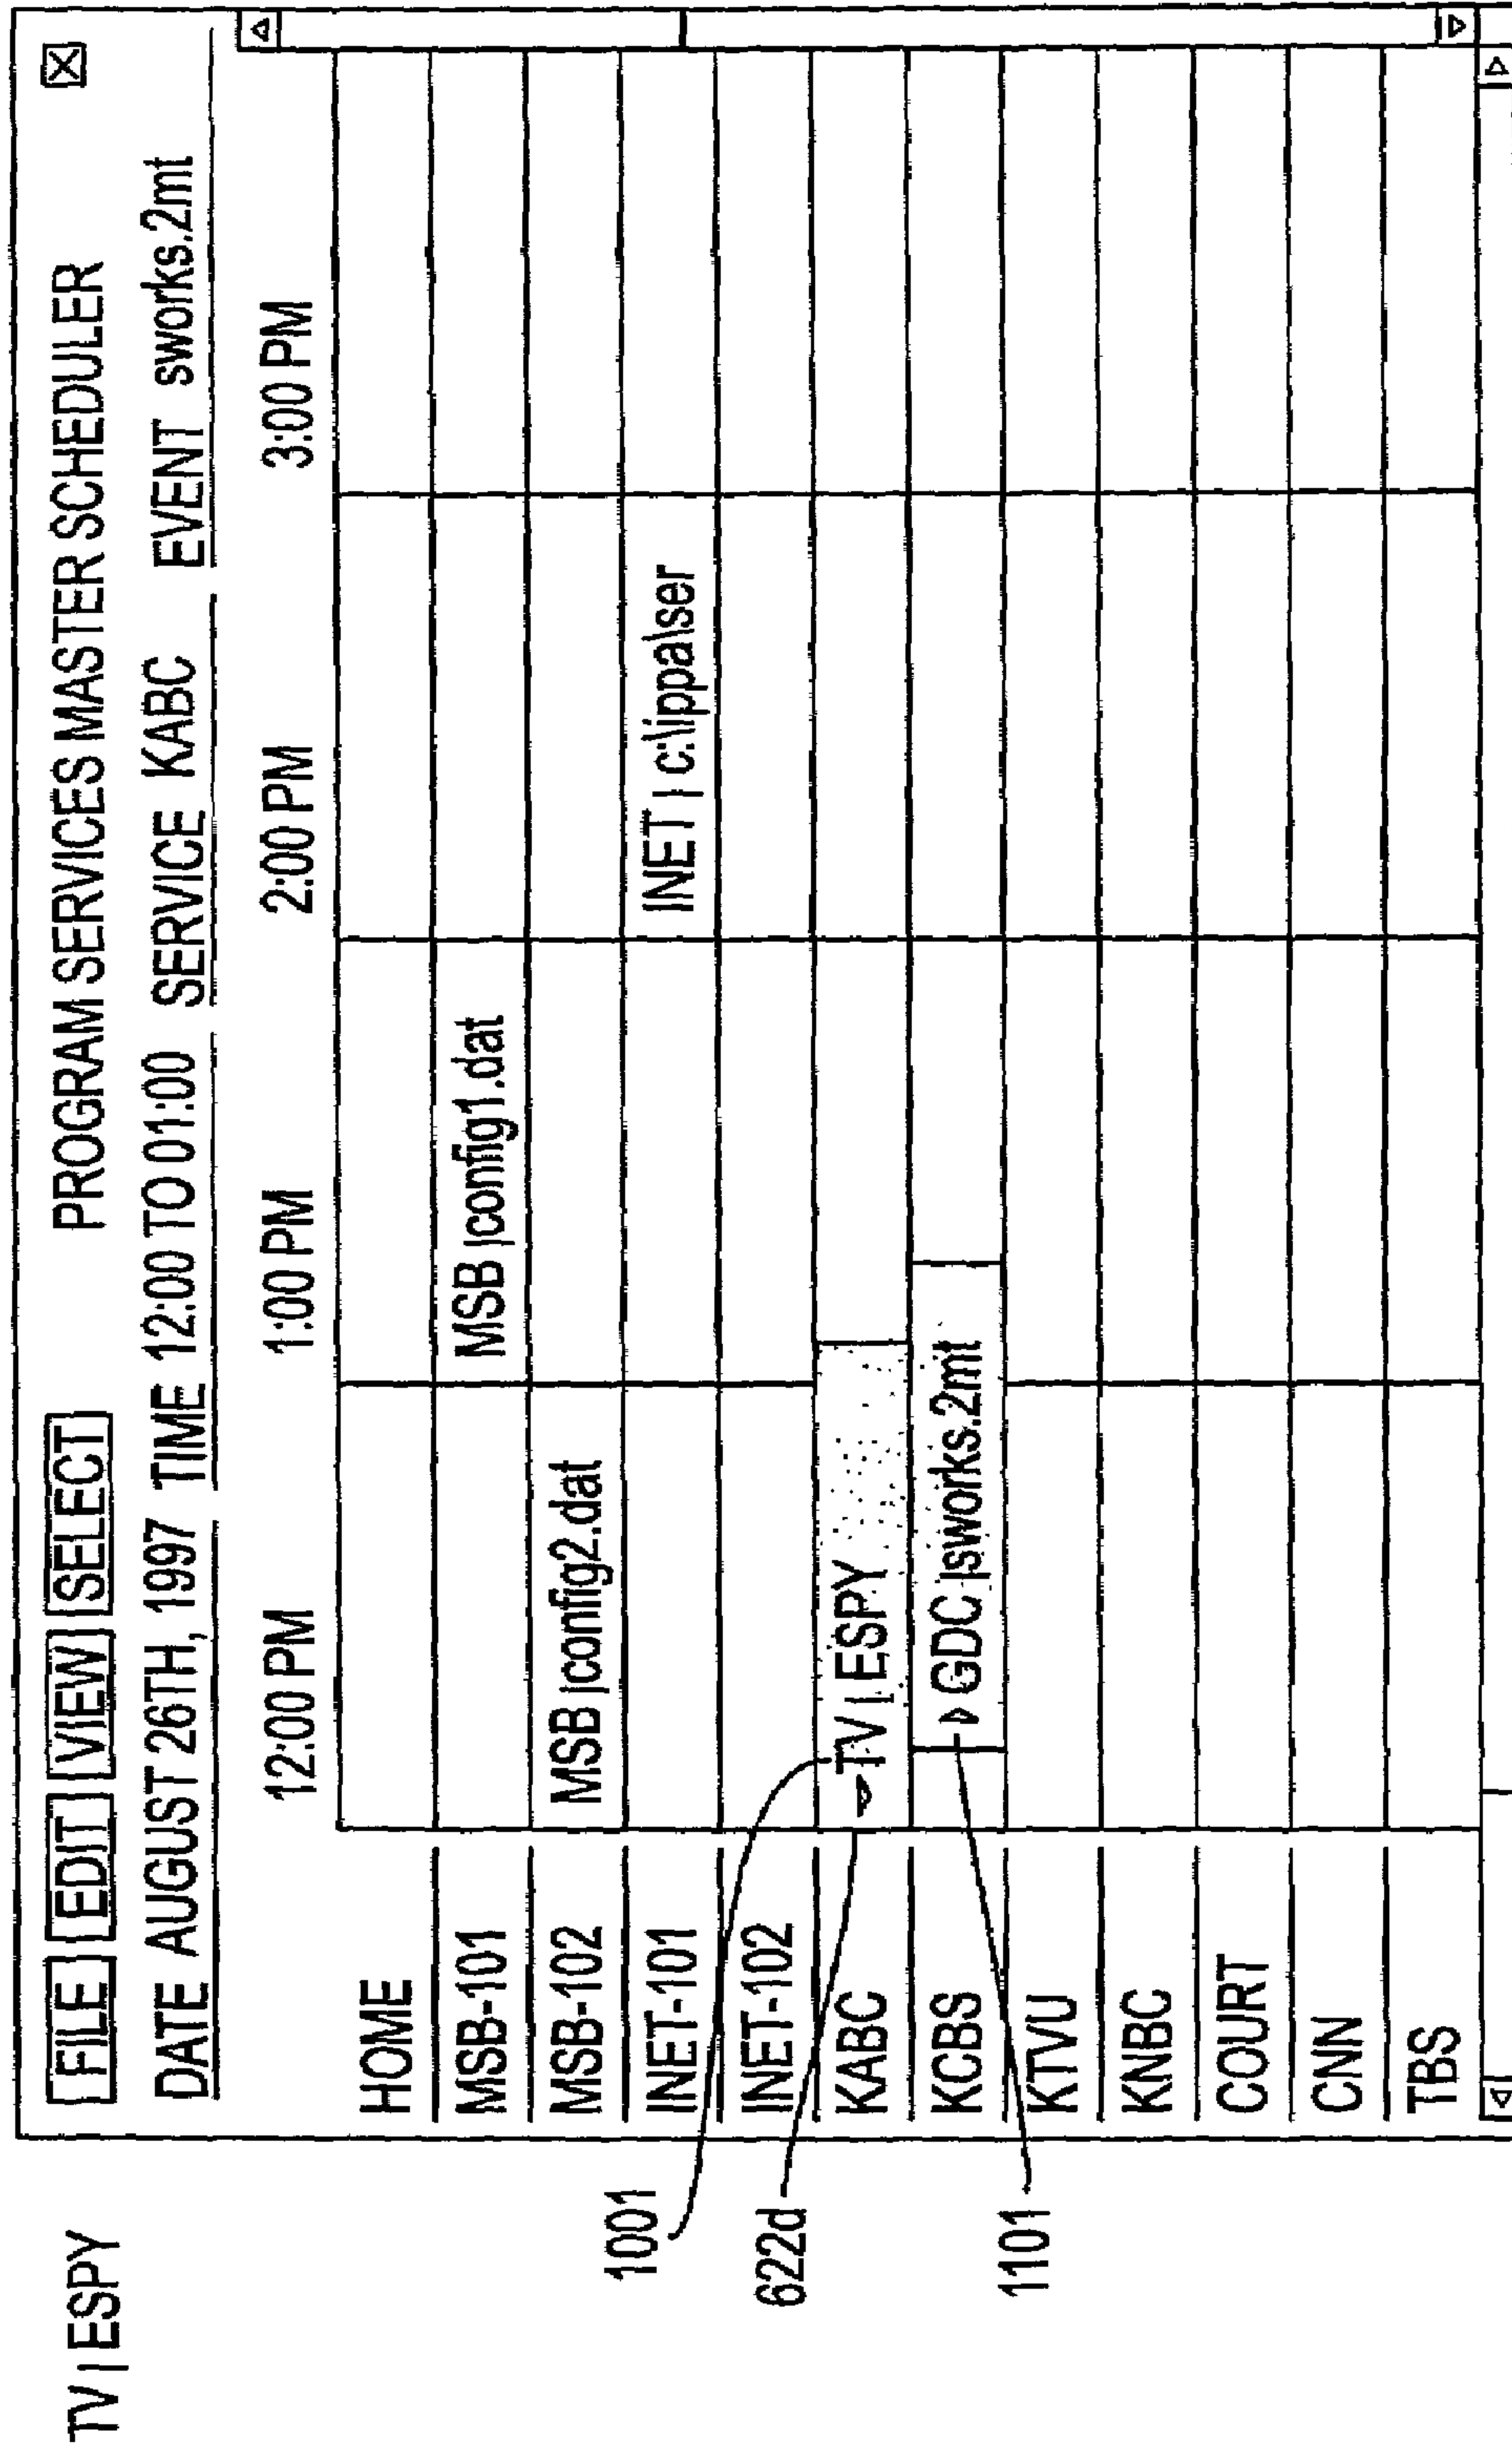 TV | ESPY
FILE EDIT VIEW SELECT PROGRAM SERVICES MASTER SCHEDULER X
DATE AUGUST 26TH, 1997 TIME 12:00 TO 01:00 SERVICE KABC EVENT sworks.2mt
12:00 PM 1:00 PM 2:00 PM 3:00 PM
HOME
MSB-101 MSB | config1.dat
MSB-102 MSB | config2.dat
INET-101 INET | c:\ippa\ser
INET-102
1001
KABC TV | ESPY
622d
KCBS GDC | sworks.2mt
1101
KTVU
KNBC
COURT
CNN
TBS